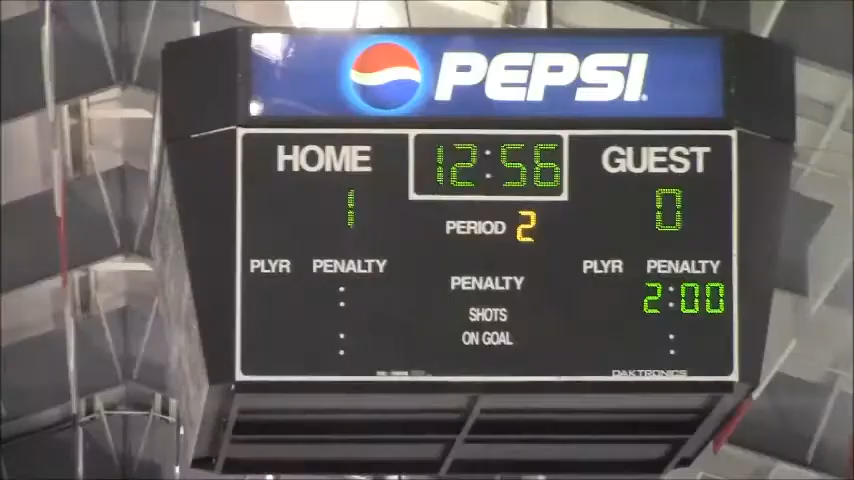 PEPSI
HOME 12:56 GUEST
1 0
PERIOD 2
PLYR PENALTY PLYR PENALTY
PENALTY 2:00
SHOTS
ON GOAL
DAKTRONICS